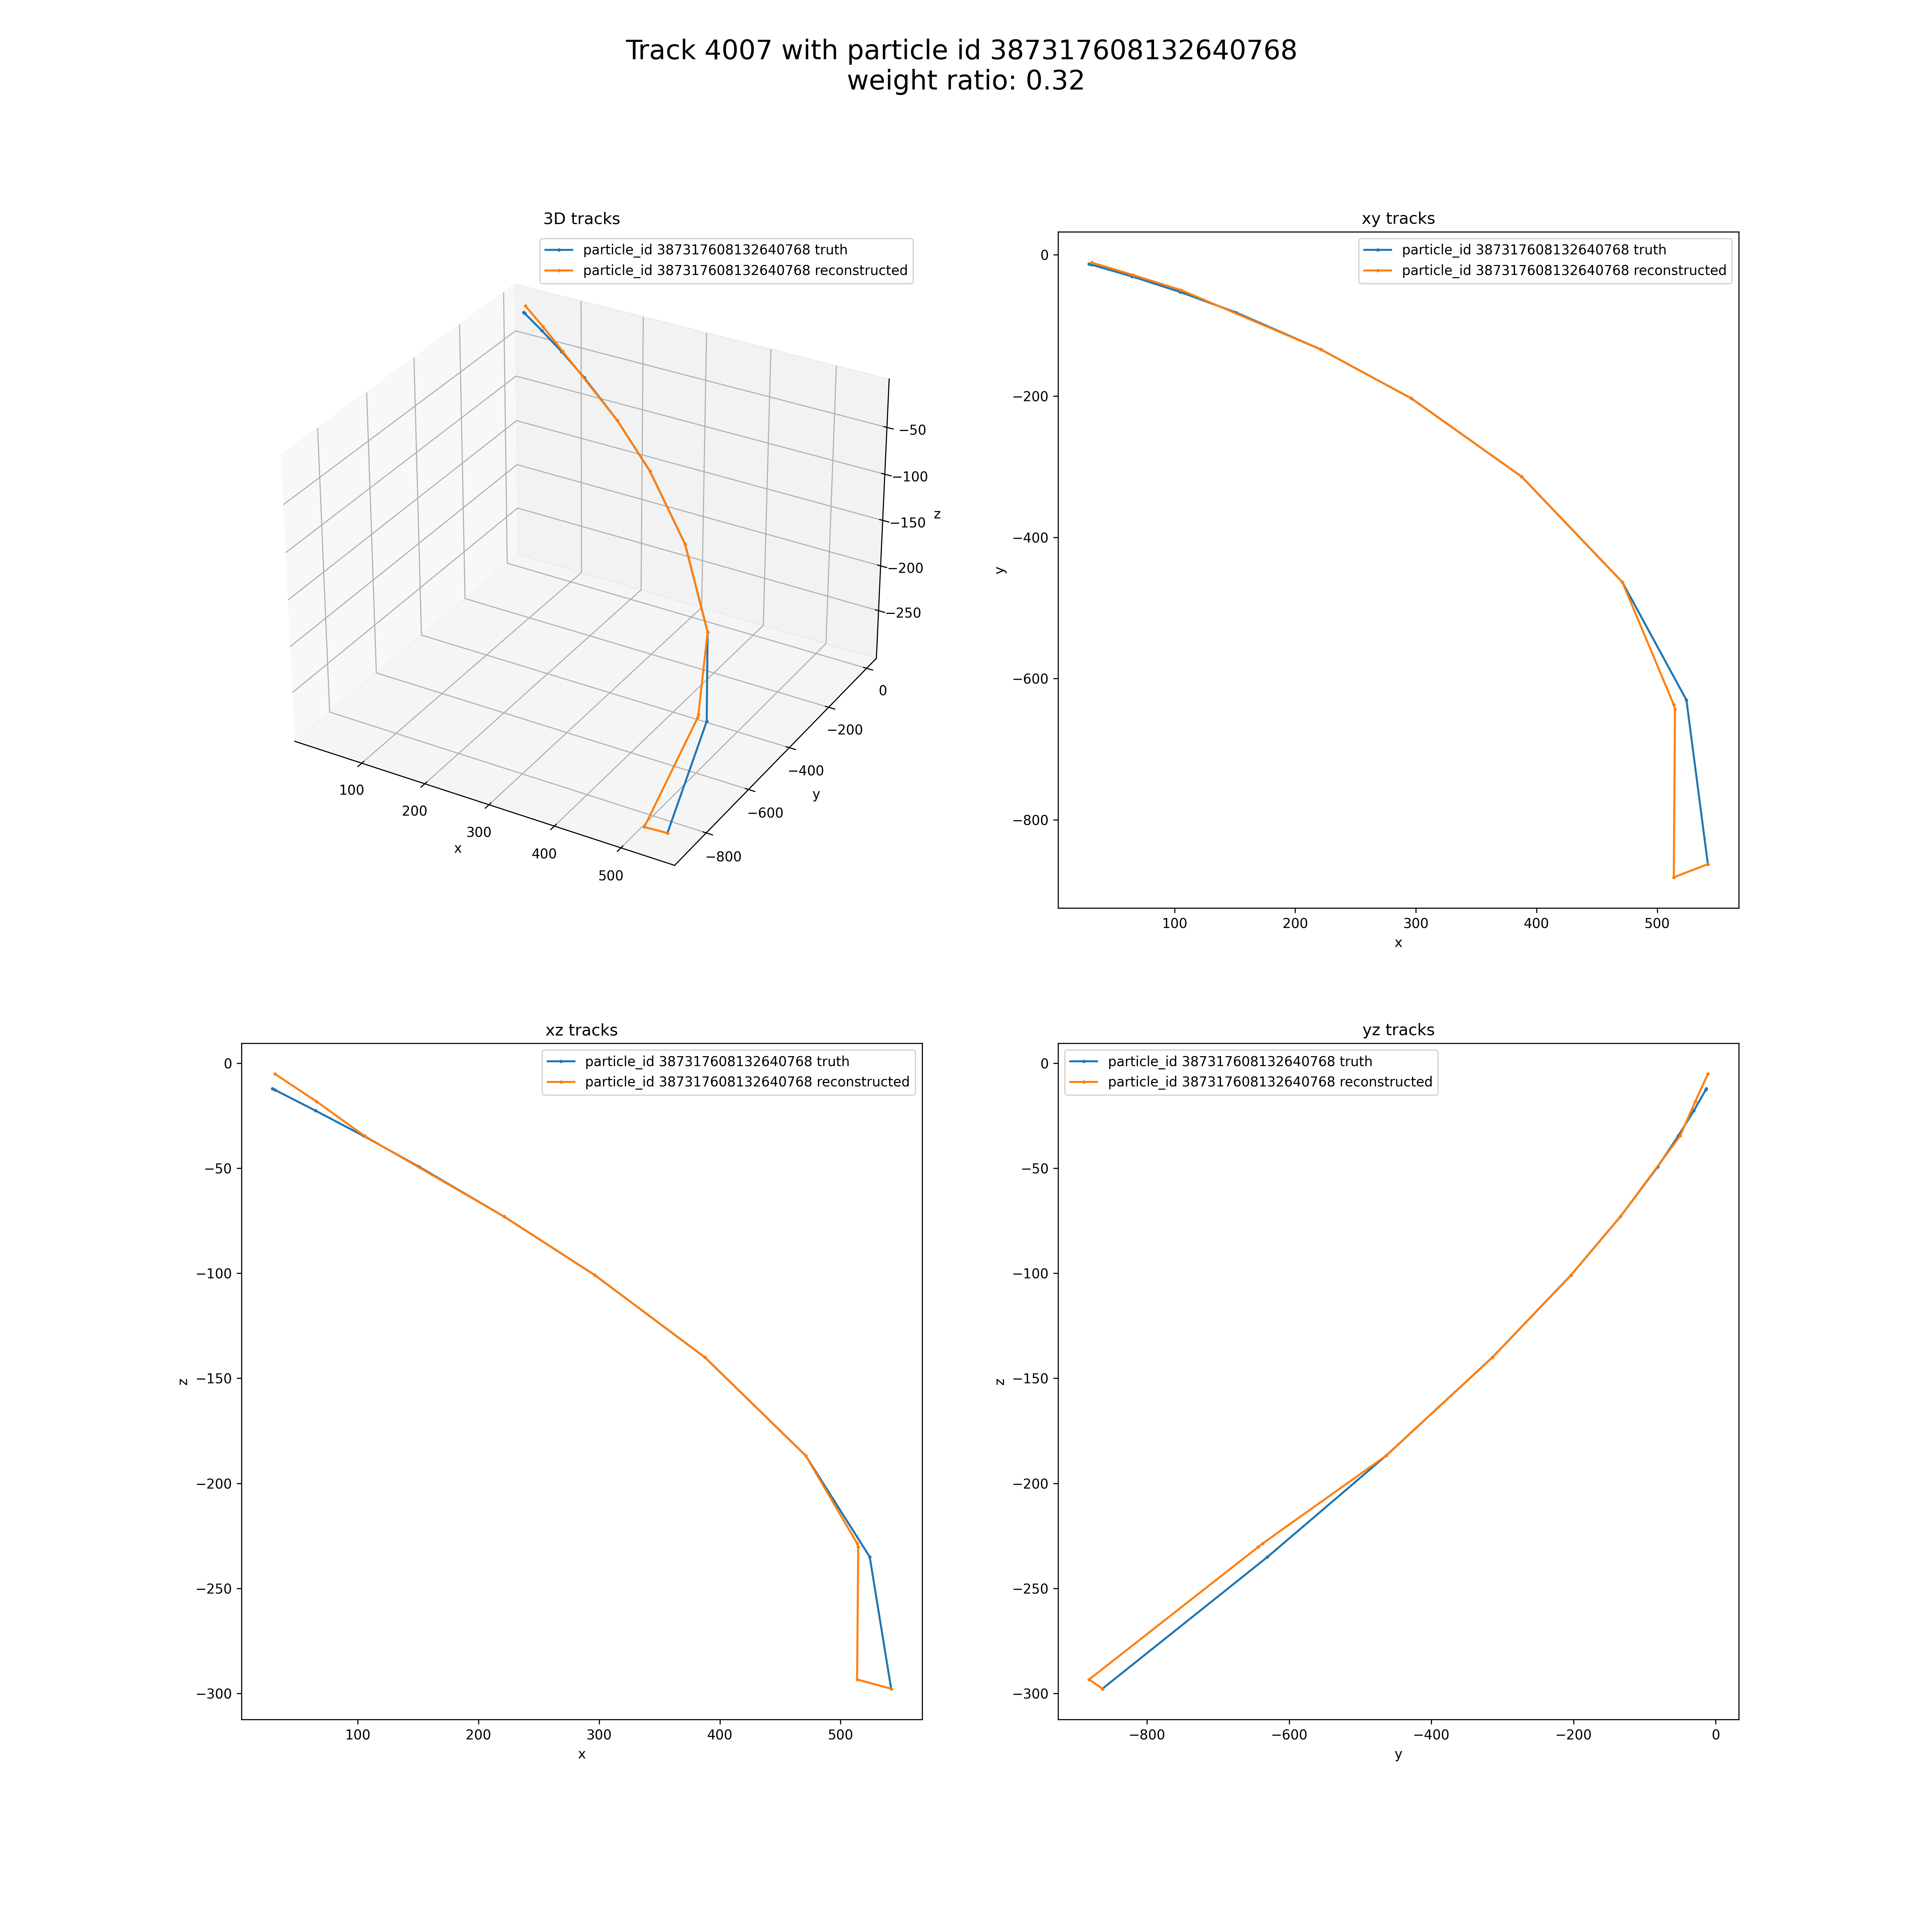 Track 4007 with particle id 387317608132640768
weight ratio: 0.32
3D tracks
particle_id 387317608132640768 truth
particle_id 387317608132640768 reconstructed
−50
−100
−150
−200
−250
z
0
−200
−400
−600
−800
y
100
200
300
400
500
x
xy tracks
particle_id 387317608132640768 truth
particle_id 387317608132640768 reconstructed
0
−200
−400
−600
−800
y
100 200 300 400 500
x
xz tracks
particle_id 387317608132640768 truth
particle_id 387317608132640768 reconstructed
0
−50
−100
−150
−200
−250
−300
z
100 200 300 400 500
x
yz tracks
particle_id 387317608132640768 truth
particle_id 387317608132640768 reconstructed
0
−50
−100
−150
−200
−250
−300
z
−800 −600 −400 −200 0
y